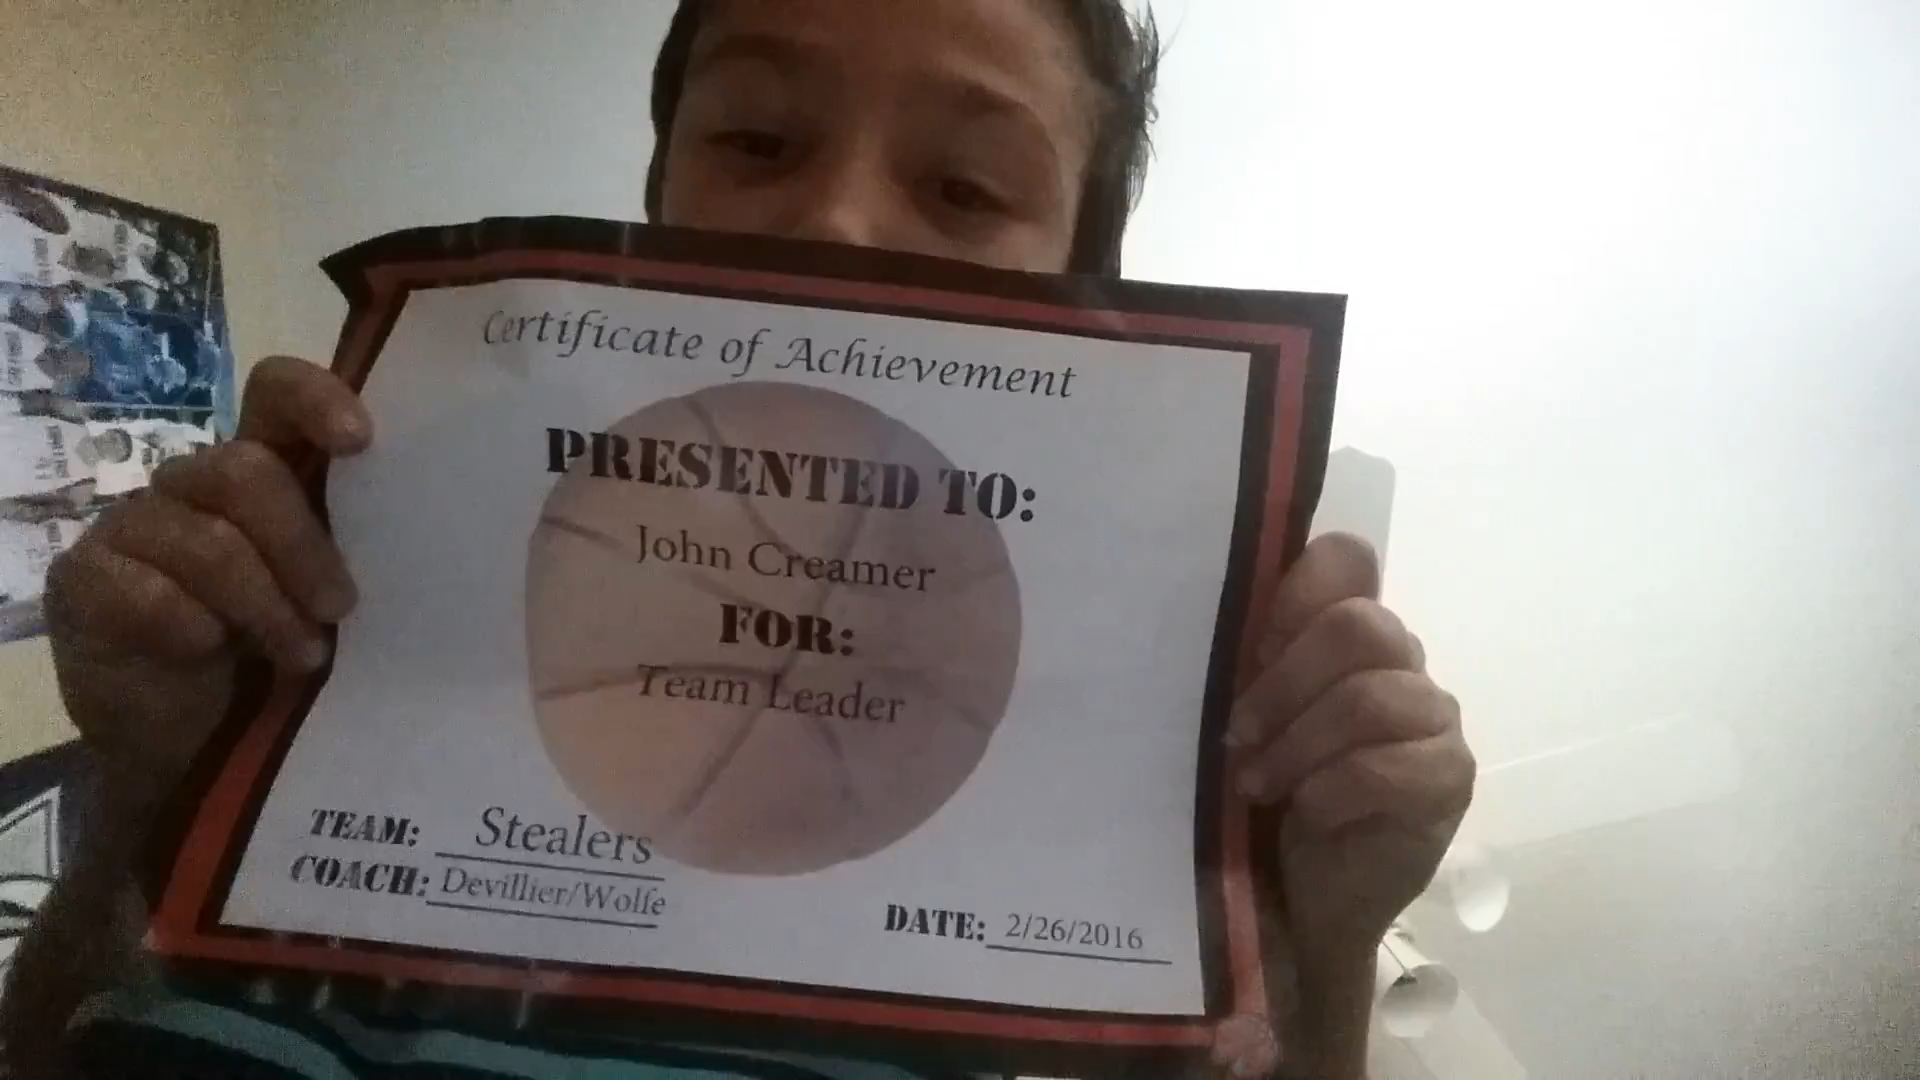 Certificate of Achievement
PRESENTED TO:
John Creamer
FOR:
Team Leader
TEAM: Stealers
COACH: Devillier/Wolfe
DATE: 2/26/2016